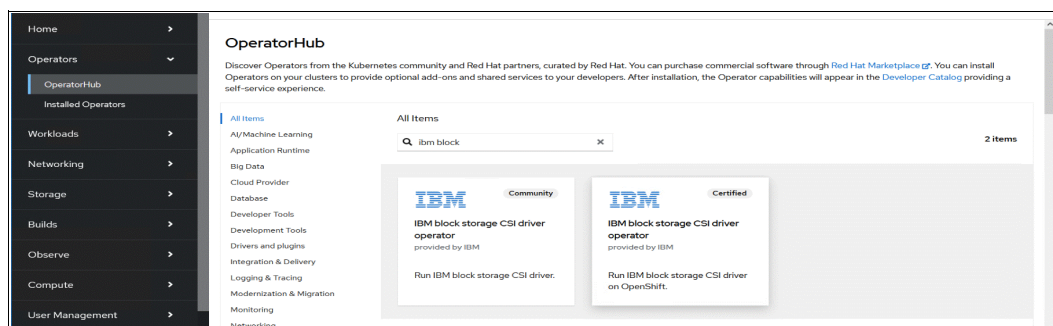 Home
Operators
OperatorHub
Installed Operators
Workloads
Networking
Storage
Builds
Observe
Compute
User Management
OperatorHub
Discover Operators from the Kubernetes community and Red Hat partners, curated by Red Hat. You can purchase commercial software through Red Hat Marketplace. You can install
Operators on your clusters to provide optional add-ons and shared services to your developers. After installation, the Operator capabilities will appear in the Developer Catalog providing a
self-service experience.
All Items
AI/Machine Learning
Application Runtime
Big Data
Cloud Provider
Database
Developer Tools
Development Tools
Drivers and plugins
Integration & Delivery
Logging & Tracing
Modernization & Migration
Monitoring
Networking
All Items
ibm block
2 items
IBM
Community
IBM block storage CSI driver
operator
provided by IBM
Run IBM block storage CSI driver.
IBM
Certified
IBM block storage CSI driver
operator
provided by IBM
Run IBM block storage CSI driver
on OpenShift.